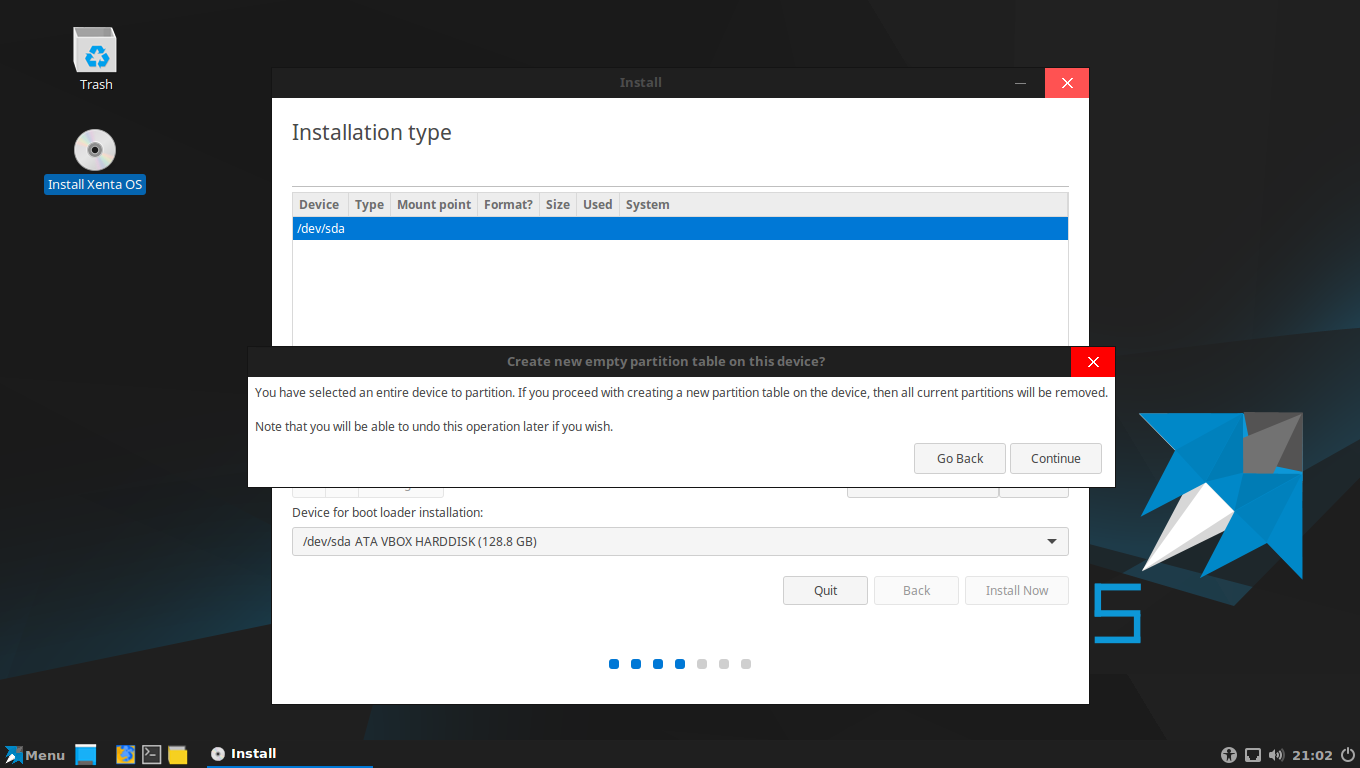 Trash
Install Xenta OS
Install
Installation type
Device Type Mount point Format? Size Used System
/dev/sda
Create new empty partition table on this device?
You have selected an entire device to partition. If you proceed with creating a new partition table on the device, then all current partitions will be removed.
Note that you will be able to undo this operation later if you wish.
Go Back Continue
Device for boot loader installation:
/dev/sda ATA VBOX HARDDISK (128.8 GB)
Quit Back Install Now
S
Menu Install 21:02